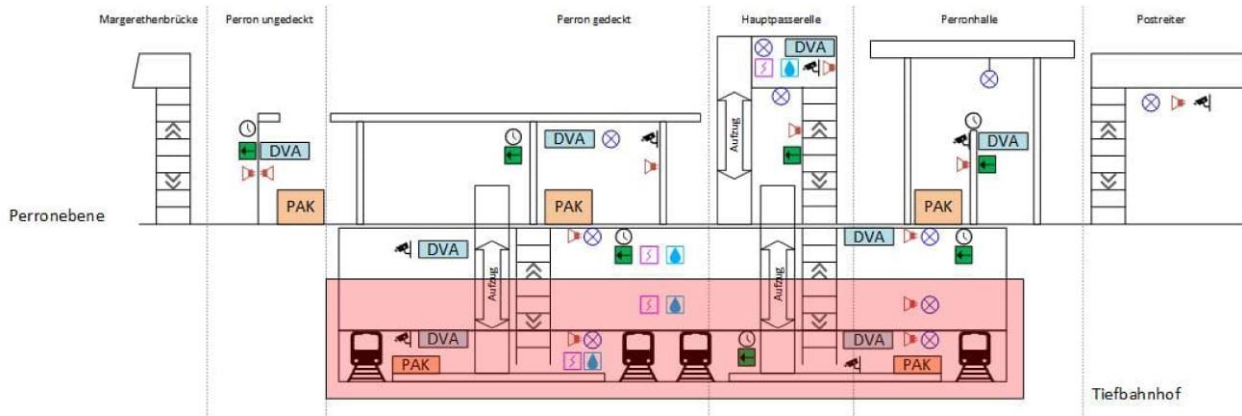 Margerethenbrücke
Perron ungedeckt
Perron gedeckt
Hauptpasserelle
Perronhalle
Postreiter
DVA
DVA
DVA
DVA
Aufzug
PAK
PAK
PAK
Perronebene
DVA
Aufzug
Aufzug
DVA
DVA
DVA
PAK
PAK
Tiefbahnhof